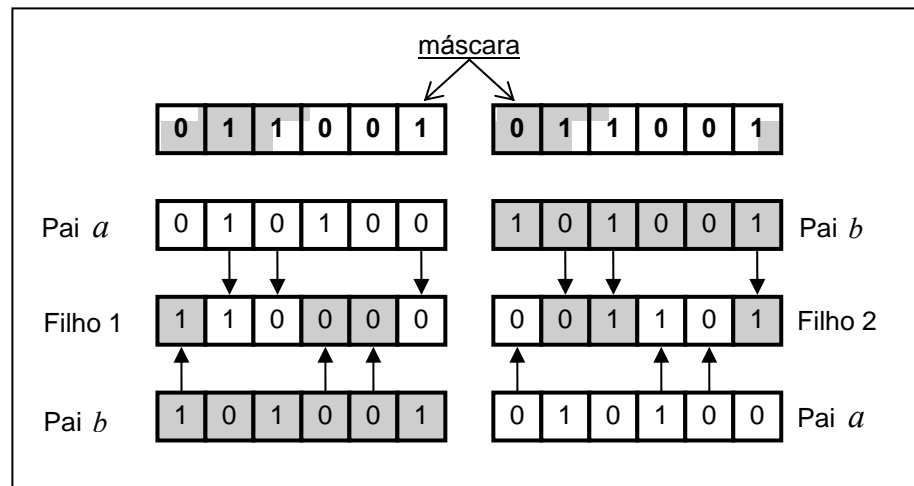 máscara
0 1 1 0 0 1 0 1 1 0 0 1
Pai a 0 1 0 1 0 0 1 0 1 0 0 1 Pai b
Filho 1 1 1 0 0 0 0 0 0 1 1 0 1 Filho 2
Pai b 1 0 1 0 0 1 0 1 0 1 0 0 Pai a